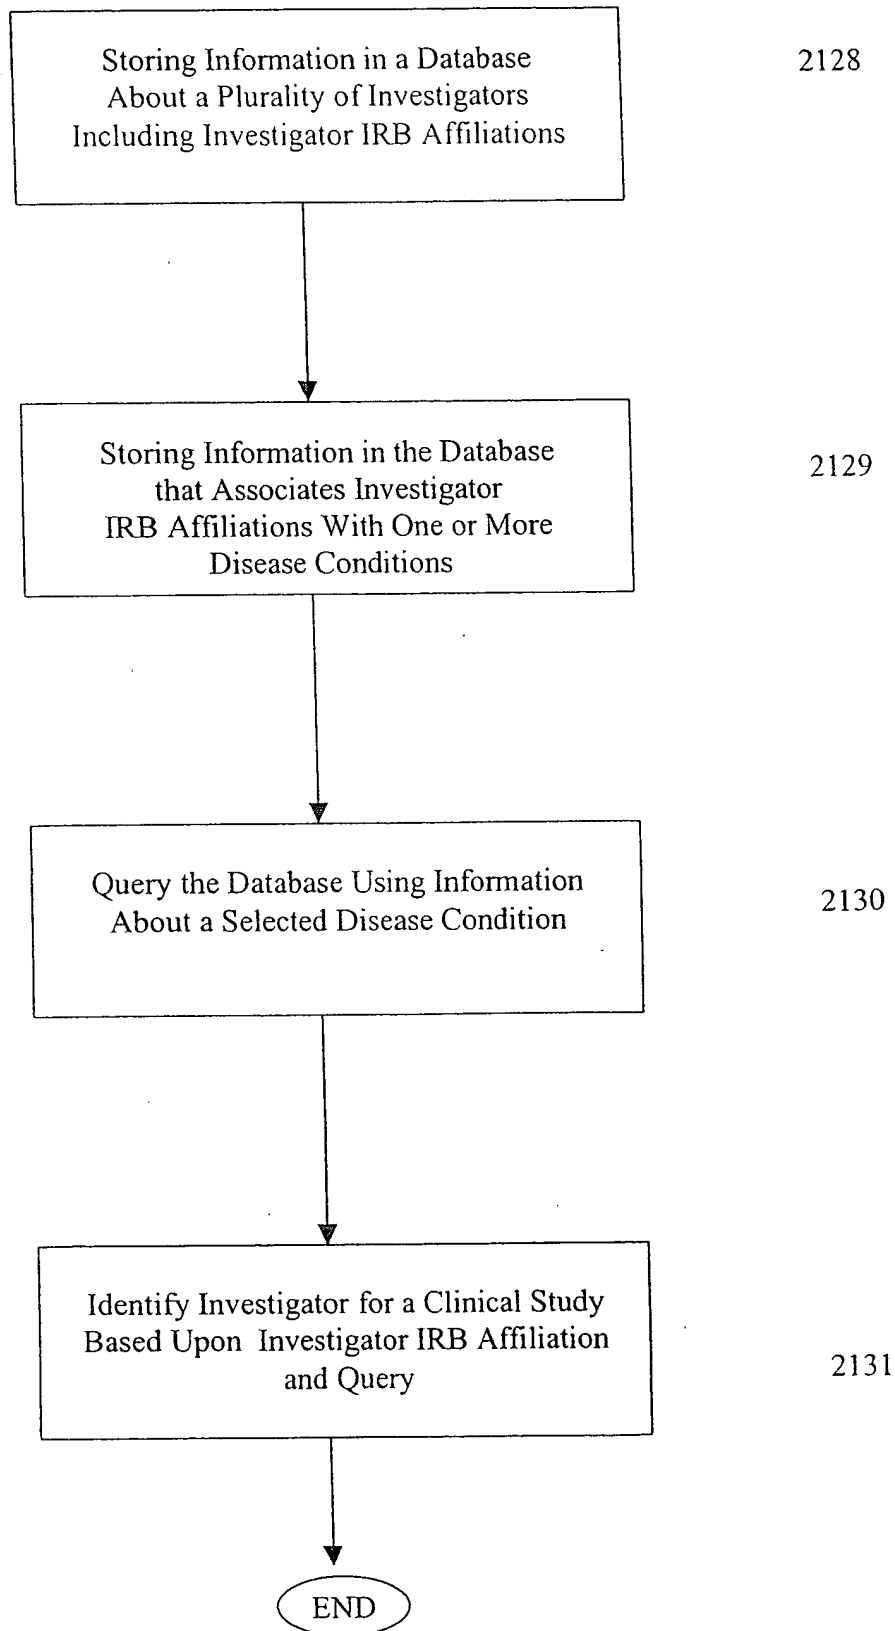 Storing Information in a Database
About a Plurality of Investigators
Including Investigator IRB Affiliations
2128
Storing Information in the Database
that Associates Investigator
IRB Affiliations With One or More
Disease Conditions
2129
Query the Database Using Information
About a Selected Disease Condition
2130
Identify Investigator for a Clinical Study
Based Upon Investigator IRB Affiliation
and Query
2131
END